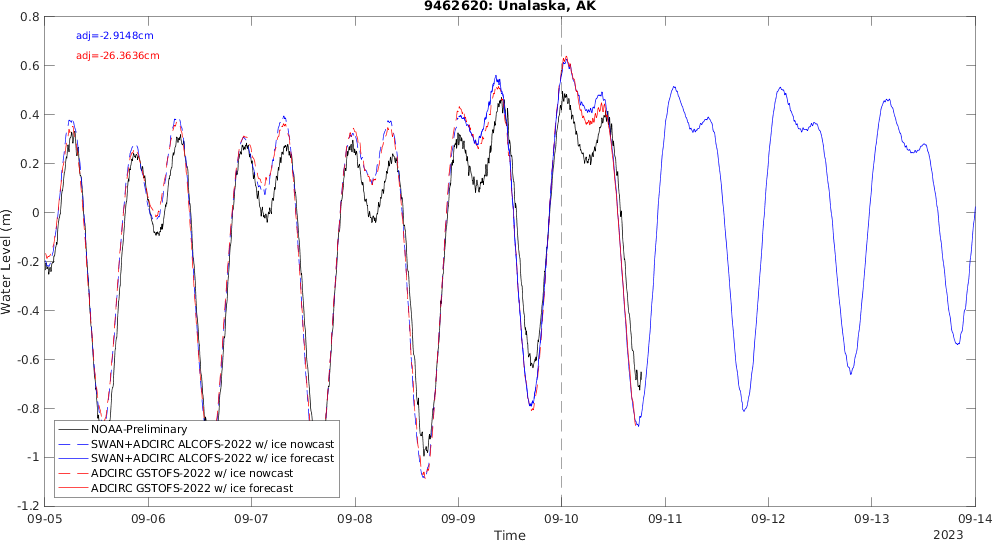 9462620: Unalaska, AK
adj=-2.9148cm
adj=-26.3636cm
Water Level (m)
0.8
0.6
0.4
0.2
0
-0.2
-0.4
-0.6
-0.8
-1
-1.2
NOAA-Preliminary
SWAN+ADCIRC ALCOFS-2022 w/ ice nowcast
SWAN+ADCIRC ALCOFS-2022 w/ ice forecast
ADCIRC GSTOFS-2022 w/ ice nowcast
ADCIRC GSTOFS-2022 w/ ice forecast
09-05 09-06 09-07 09-08 09-09 09-10 09-11 09-12 09-13 09-14
Time
2023